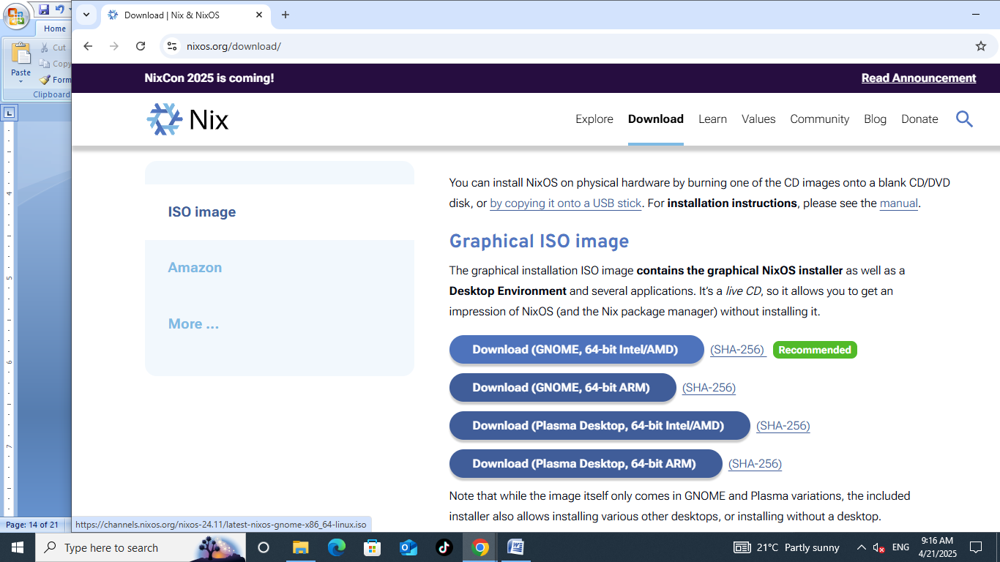 Download | Nix & NixOS
Home
nixos.org/download/
Cut
Copy
Paste
Form
Clipboard
NixCon 2025 is coming!
Read Announcement
Nix
Explore
Download
Learn
Values
Community
Blog
Donate
ISO image
Amazon
More ...
You can install NixOS on physical hardware by burning one of the CD images onto a blank CD/DVD
disk, or by copying it onto a USB stick. For installation instructions, please see the manual.
Graphical ISO image
The graphical installation ISO image contains the graphical NixOS installer as well as a
Desktop Environment and several applications. It's a live CD, so it allows you to get an
impression of NixOS (and the Nix package manager) without installing it.
Download (GNOME, 64-bit Intel/AMD) (SHA-256) Recommended
Download (GNOME, 64-bit ARM) (SHA-256)
Download (Plasma Desktop, 64-bit Intel/AMD) (SHA-256)
Download (Plasma Desktop, 64-bit ARM) (SHA-256)
Note that while the image itself only comes in GNOME and Plasma variations, the included
installer also allows installing various other desktops, or installing without a desktop.
4
5
6
7
Page: 14 of 21
https://channels.nixos.org/nixos-24.11/latest-nixos-gnome-x86_64-linux.iso
Type here to search
21°C Partly sunny
ENG
9:16 AM
4/21/2025